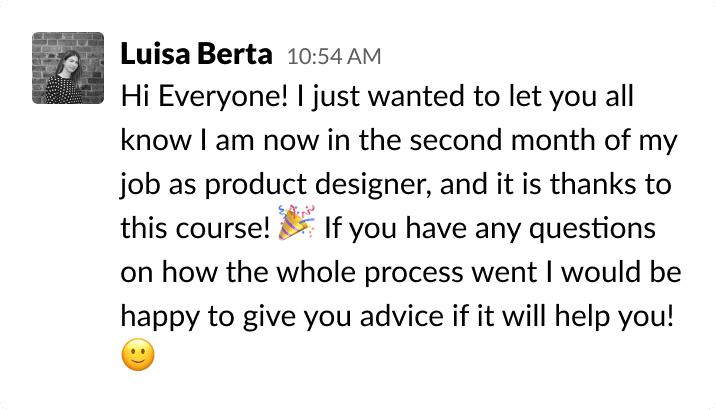 Luisa Berta 10:54 AM
Hi Everyone! I just wanted to let you all
know I am now in the second month of my
job as product designer, and it is thanks to
this course! 🎉 If you have any questions
on how the whole process went I would be
happy to give you advice if it will help you!
🙂